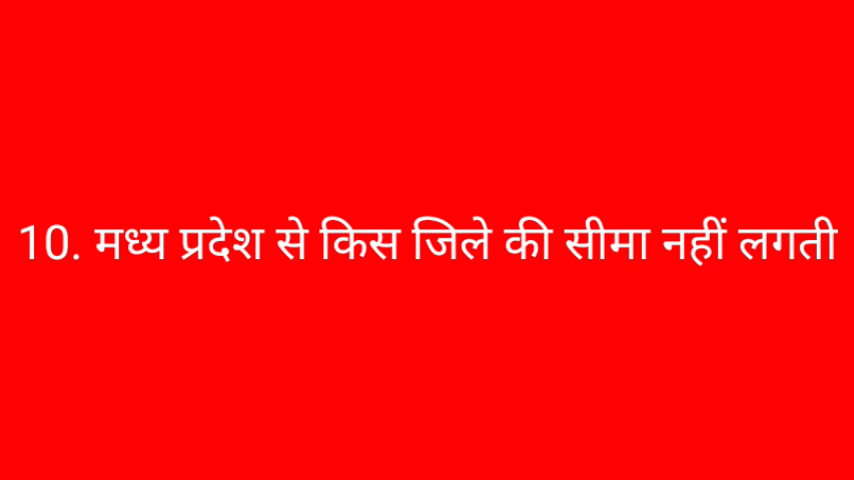 10. मध्य प्रदेश से किस जिले की सीमा नहीं लगती